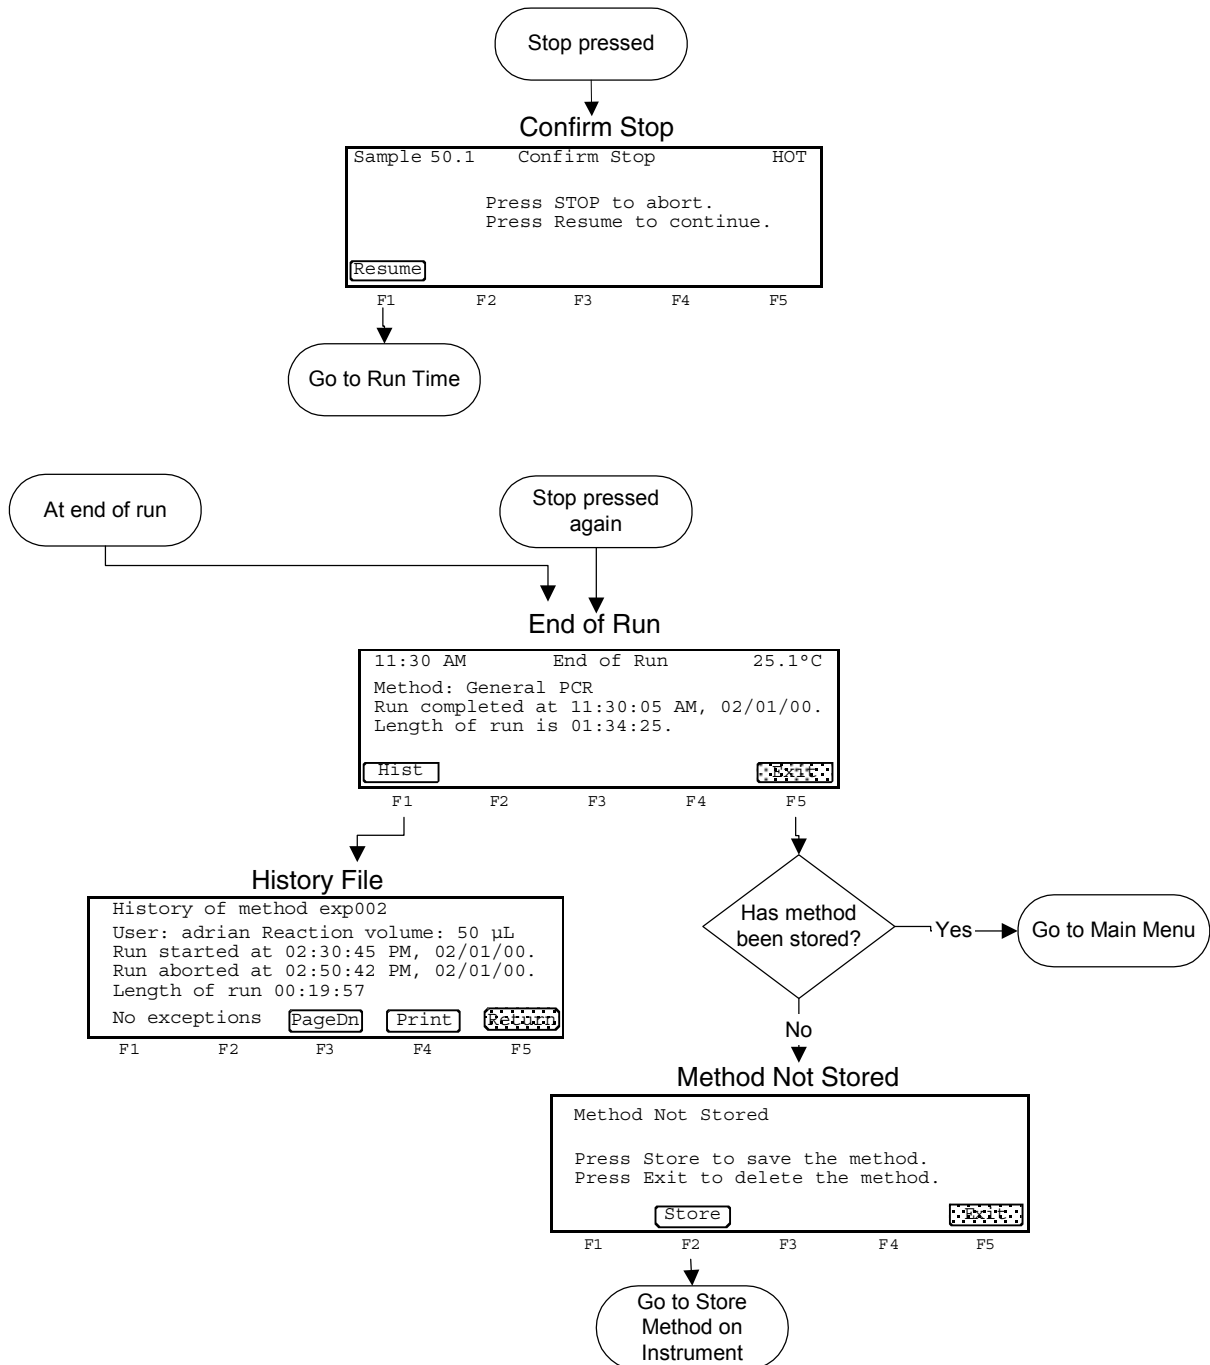 Stop pressed
Confirm Stop
Sample 50.1 Confirm Stop HOT
Press STOP to abort.
Press Resume to continue.
Resume
F1 F2 F3 F4 F5
Go to Run Time
At end of run
Stop pressed
again
End of Run
11:30 AM End of Run 25.1°C
Method: General PCR
Run completed at 11:30:05 AM, 02/01/00.
Length of run is 01:34:25.
Hist Exit
F1 F2 F3 F4 F5
History File
History of method exp002
User: adrian Reaction volume: 50 µL
Run started at 02:30:45 PM, 02/01/00.
Run aborted at 02:50:42 PM, 02/01/00.
Length of run 00:19:57
No exceptions PageDn Print Return
F1 F2 F3 F4 F5
Has method
been stored?
Yes
Go to Main Menu
No
Method Not Stored
Method Not Stored
Press Store to save the method.
Press Exit to delete the method.
Store Exit
F1 F2 F3 F4 F5
Go to Store
Method on
Instrument